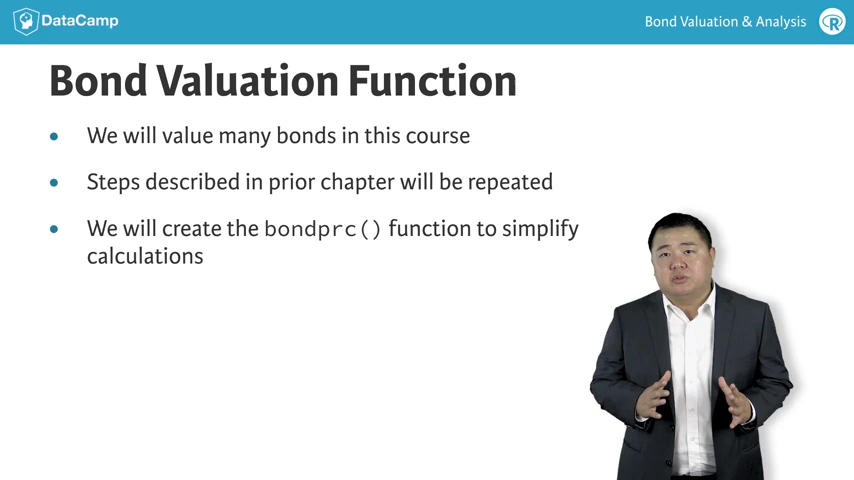 DataCamp
Bond Valuation & Analysis
R
Bond Valuation Function
• We will value many bonds in this course
• Steps described in prior chapter will be repeated
• We will create the bondprc() function to simplify
calculations